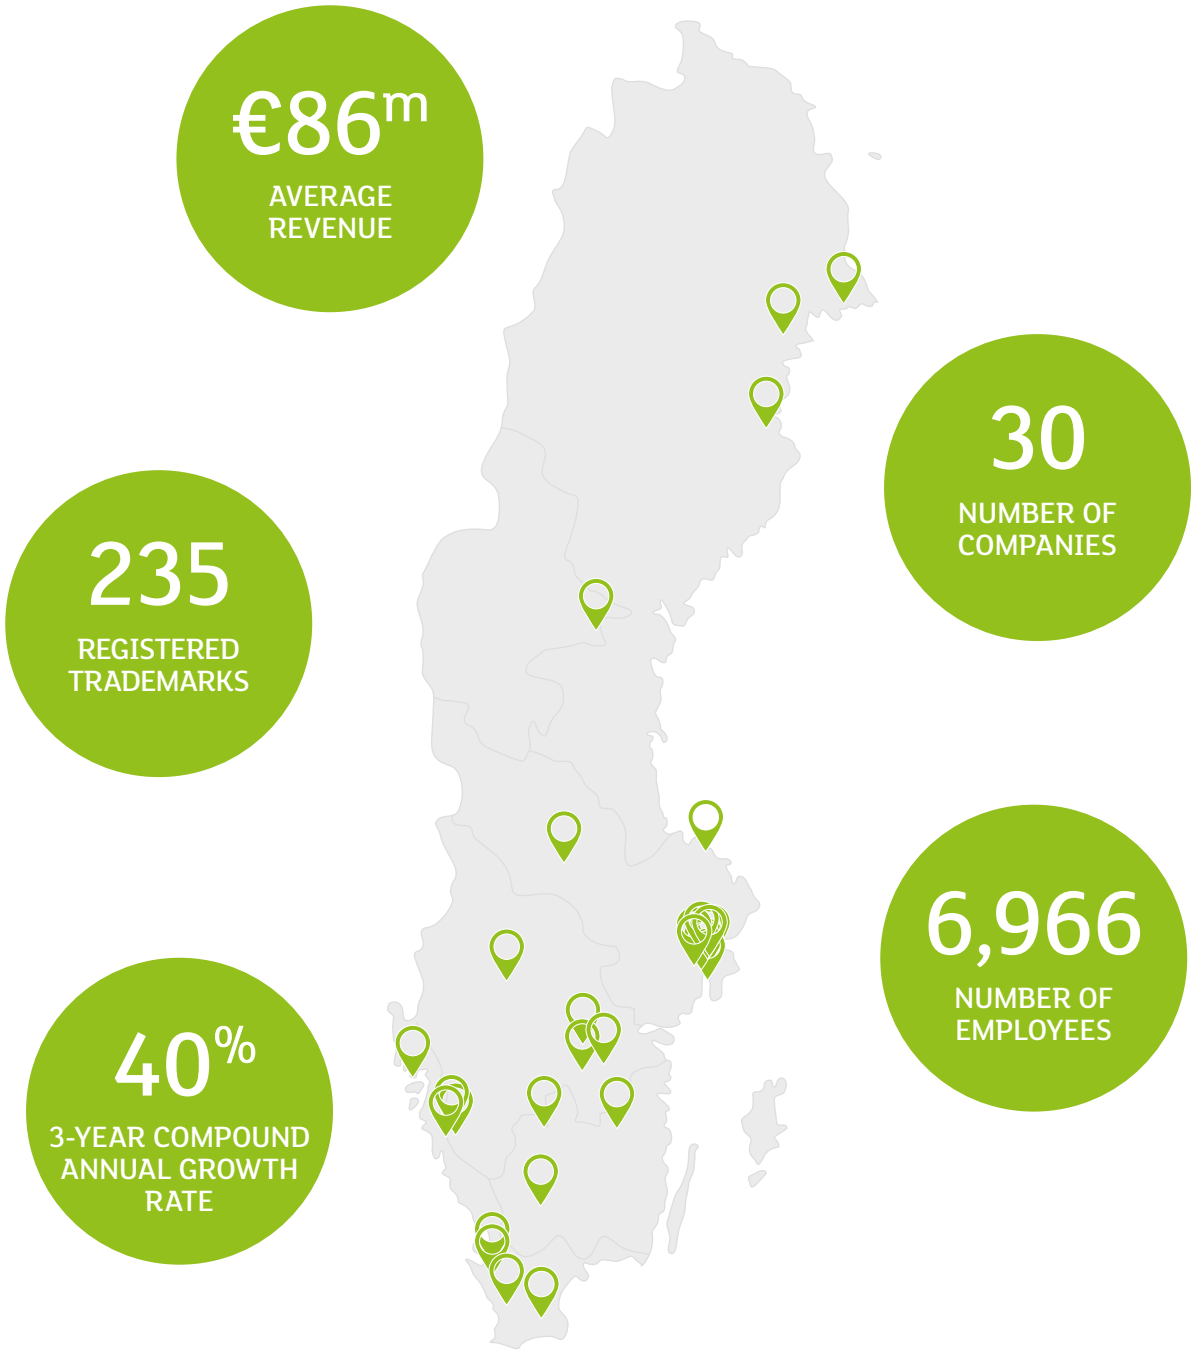 €86m
AVERAGE
REVENUE
30
NUMBER OF
COMPANIES
235
REGISTERED
TRADEMARKS
6,966
NUMBER OF
EMPLOYEES
40%
3-YEAR COMPOUND
ANNUAL GROWTH
RATE